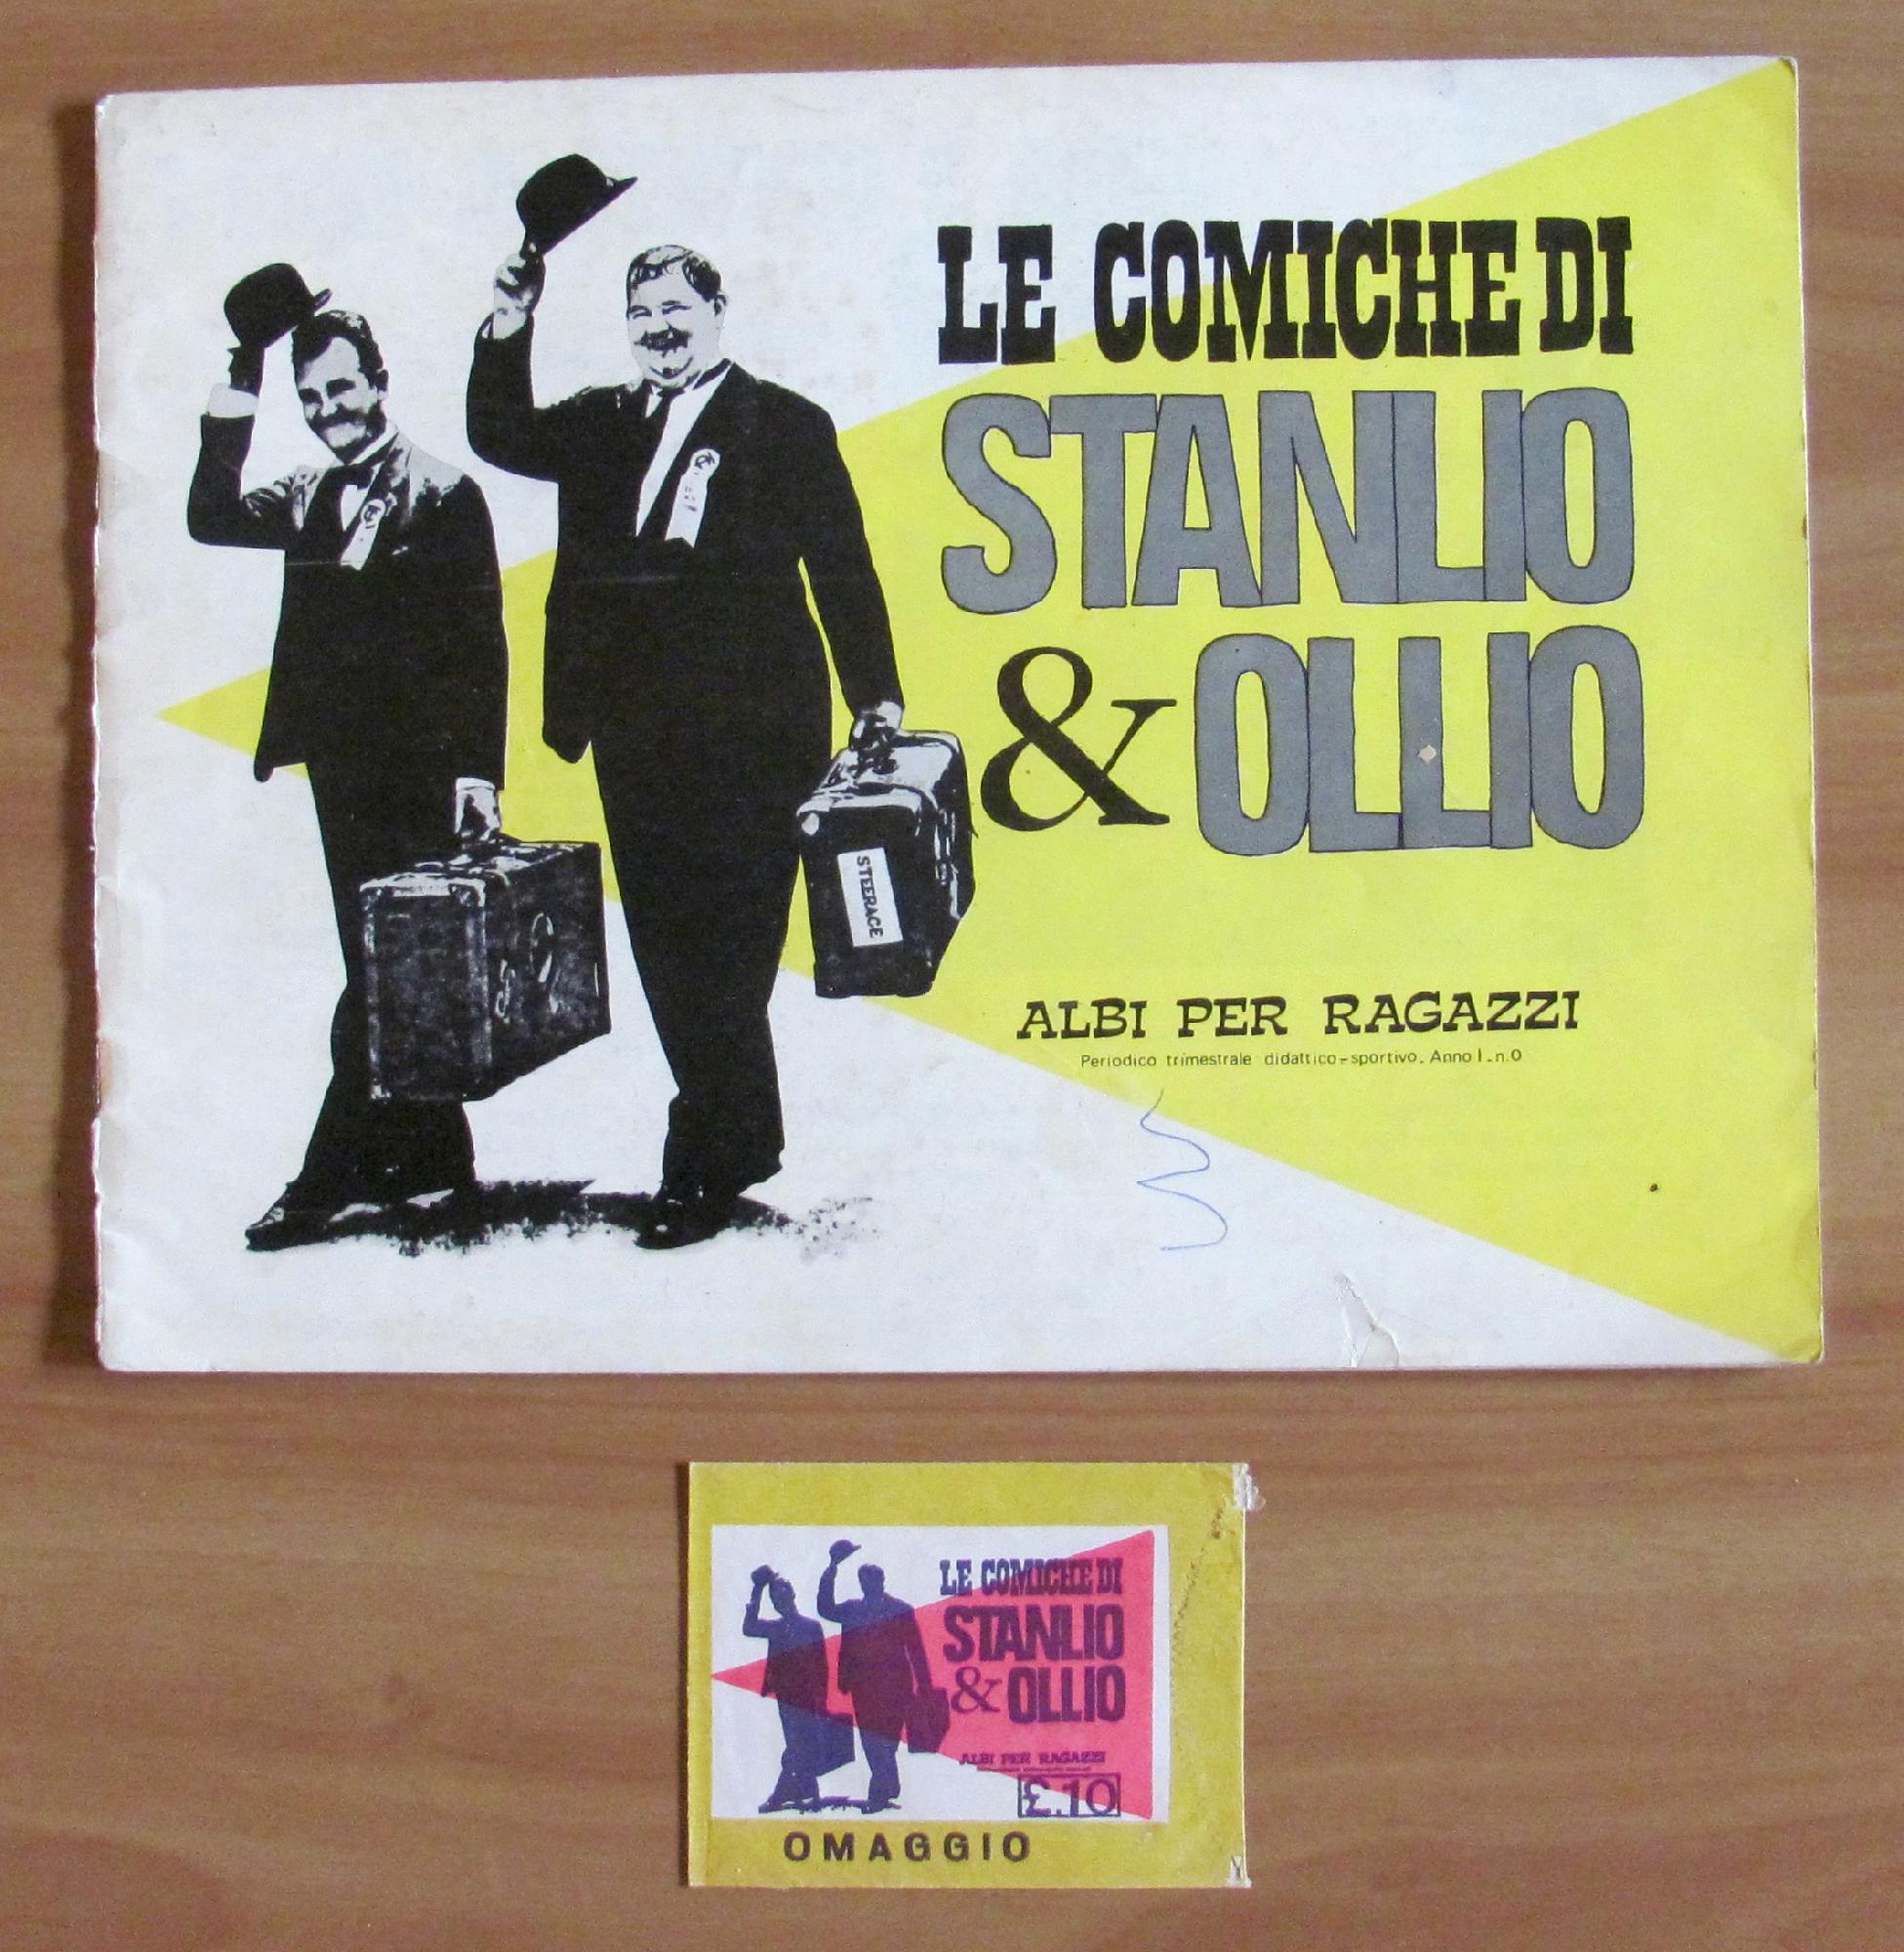 LE COMICHE DI
STANLIO
& OLLIO
STEERAGE
ALBI PER RAGAZZI
Periodico trimestrale didattico-sportivo. Anno I - n. 0
LE COMICHE DI
STANLIO
& OLLIO
ALBI PER RAGAZZI
£.10
OMAGGIO